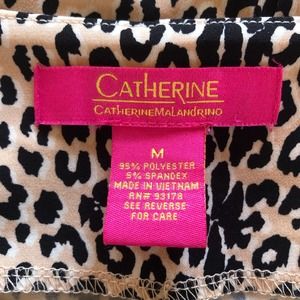 CATHERINE
CATHERINEMALANDRINO
M
95% POLYESTER
5% SPANDEX
MADE IN VIETNAM
RN# 93178
SEE REVERSE
FOR CARE